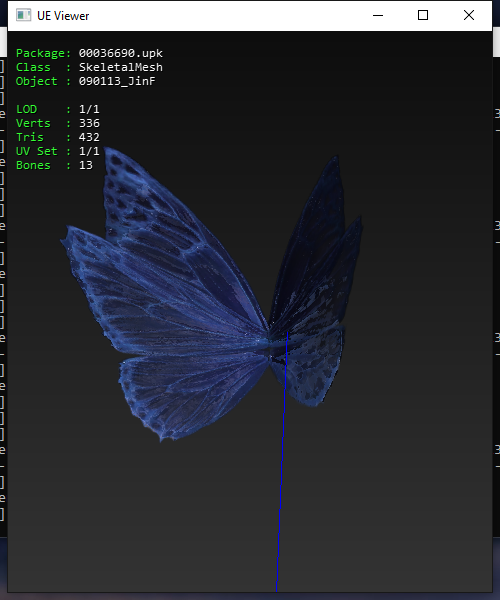 UE Viewer
Package: 00036690.upk
Class  : SkeletalMesh
Object : 090113_JinF
LOD    : 1/1
Verts  : 336
Tris   : 432
UV Set : 1/1
Bones  : 13